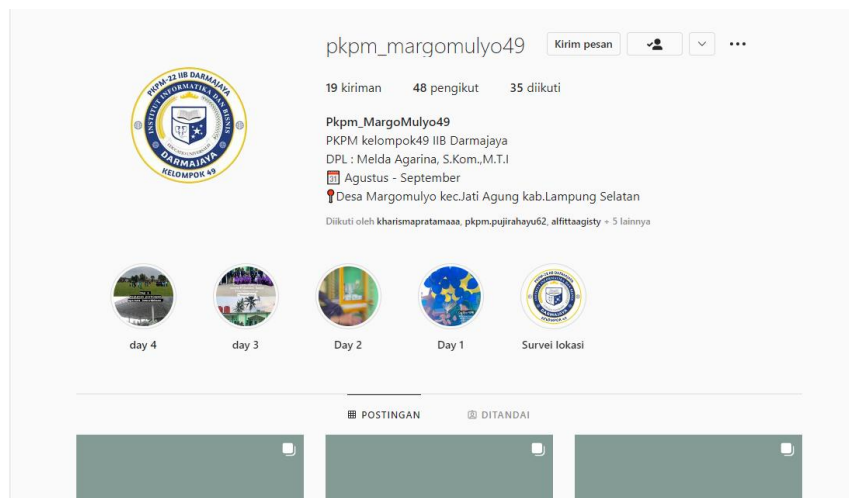 pkpm_margomulyo49 Kirim pesan
19 kiriman 48 pengikut 35 diikuti
Pkpm_MargoMulyo49
PKPM kelompok49 IIB Darmajaya
DPL : Melda Agarina, S.Kom.,M.T.I
31 Agustus - September
Desa Margomulyo kec.Jati Agung kab.Lampung Selatan
Diikuti oleh kharismapratamaaa, pkpm.pujirahayu62, alfittaagisty + 5 lainnya
PKPM-22 IIB DARMAJAYA
INSTITUT INFORMATIKA DAN BISNIS
DARMAJAYA
KELOMPOK 49
day 4 day 3 Day 2 Day 1 Survei lokasi
POSTINGAN DITANDAI